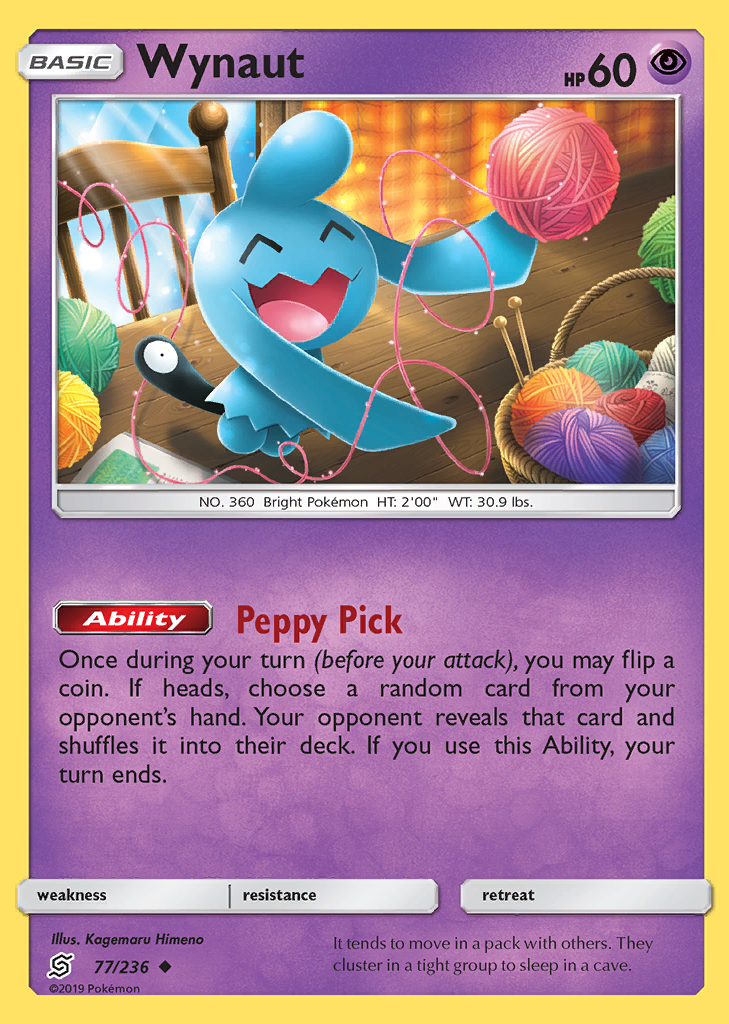 BASIC
Wynaut
HP60
NO. 360 Bright Pokémon HT: 2'00" WT: 30.9 lbs.
Ability Peppy Pick
Once during your turn (before your attack), you may flip a
coin. If heads, choose a random card from your
opponent's hand. Your opponent reveals that card and
shuffles it into their deck. If you use this Ability, your
turn ends.
weakness resistance retreat
Illus. Kagemaru Himeno
77/236
©2019 Pokémon
It tends to move in a pack with others. They
cluster in a tight group to sleep in a cave.